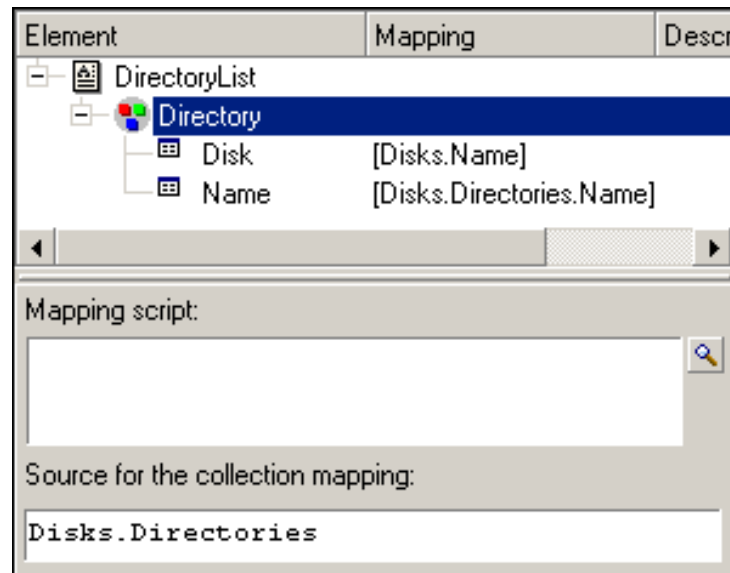 Element Mapping Descr
DirectoryList
Directory
Disk [Disks.Name]
Name [Disks.Directories.Name]
Mapping script:
Source for the collection mapping:
Disks.Directories